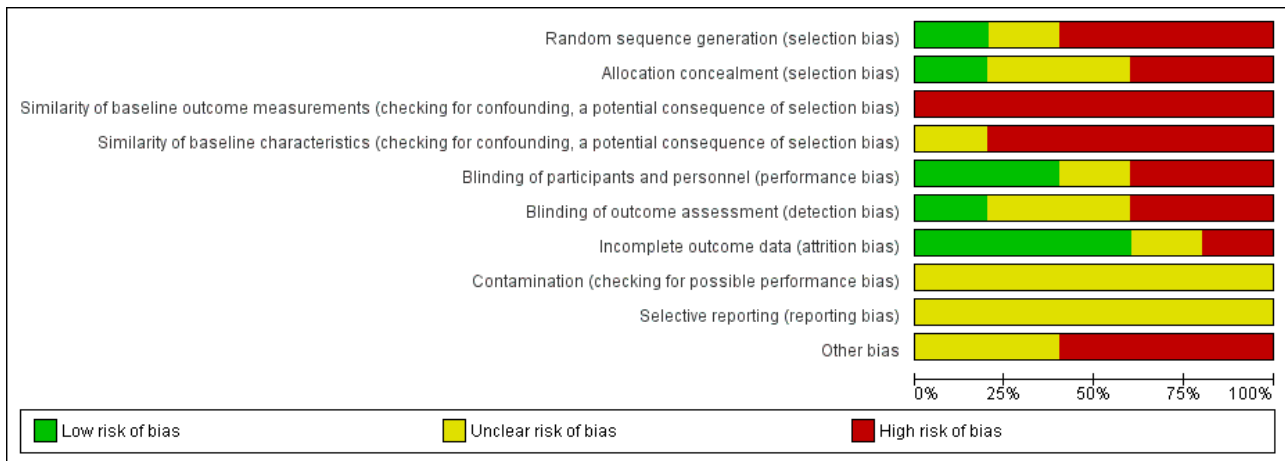 Random sequence generation (selection bias)
Allocation concealment (selection bias)
Similarity of baseline outcome measurements (checking for confounding, a potential consequence of selection bias)
Similarity of baseline characteristics (checking for confounding, a potential consequence of selection bias)
Blinding of participants and personnel (performance bias)
Blinding of outcome assessment (detection bias)
Incomplete outcome data (attrition bias)
Contamination (checking for possible performance bias)
Selective reporting (reporting bias)
Other bias
0% 25% 50% 75% 100%
Low risk of bias Unclear risk of bias High risk of bias